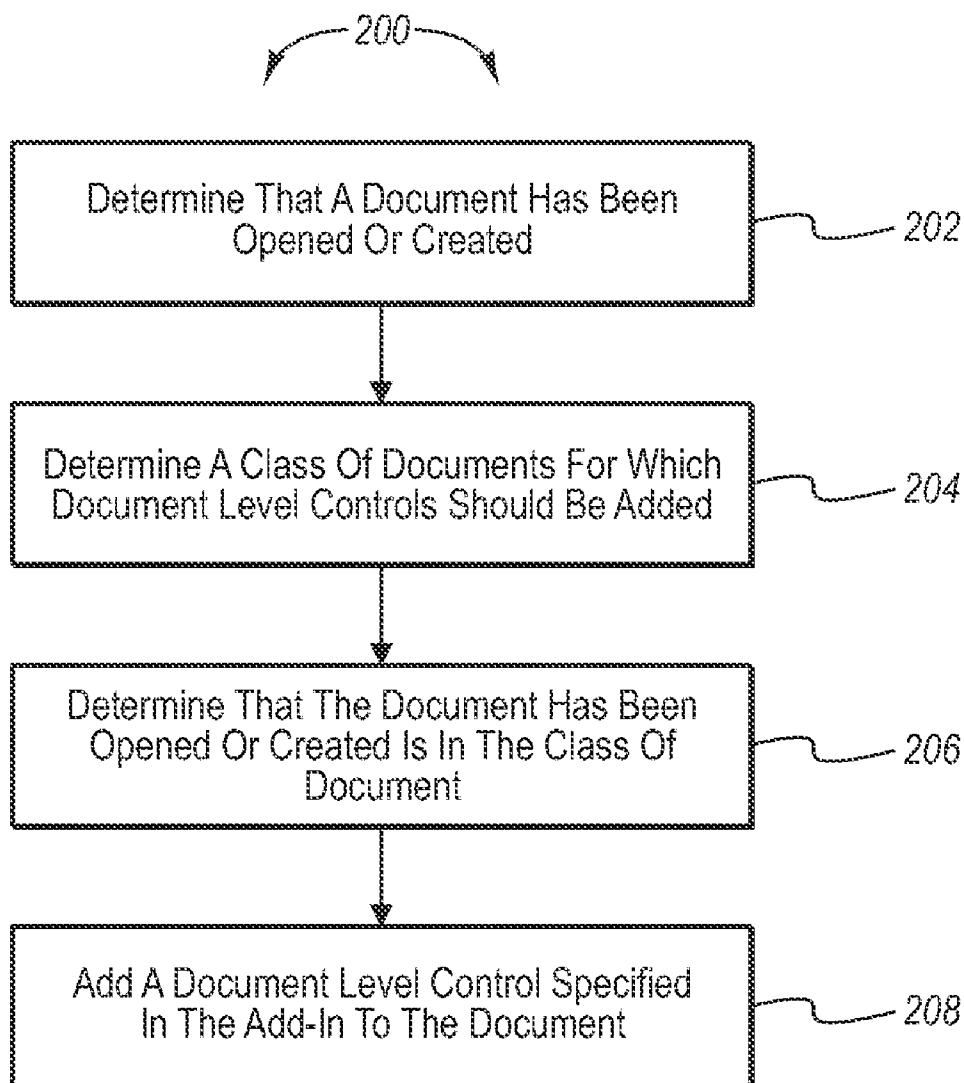 200
Determine That A Document Has Been
Opened Or Created
202
Determine A Class Of Documents For Which
Document Level Controls Should Be Added
204
Determine That The Document Has Been
Opened Or Created Is In The Class Of
Document
206
Add A Document Level Control Specified
In The Add-In To The Document
208